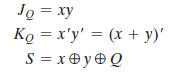 J_Q = xy
K_Q = x'y' = (x + y)'
S = x⊕y⊕Q